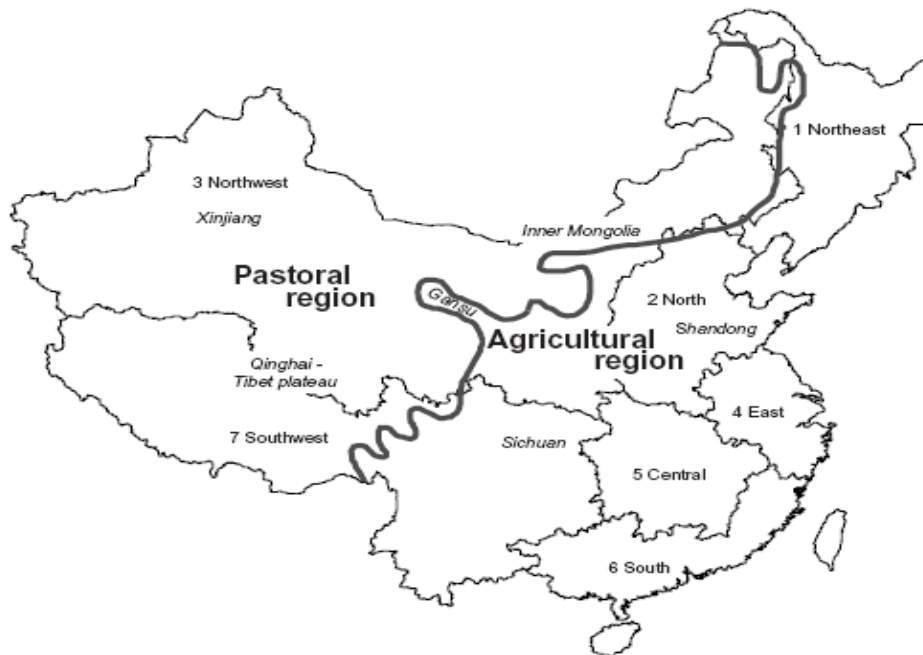 1 Northeast
3 Northwest
Xinjiang
Inner Mongolia
Pastoral
region
Gansu
2 North
Shandong
Agricultural
region
Qinghai -
Tibet plateau
4 East
7 Southwest
Sichuan
5 Central
6 South